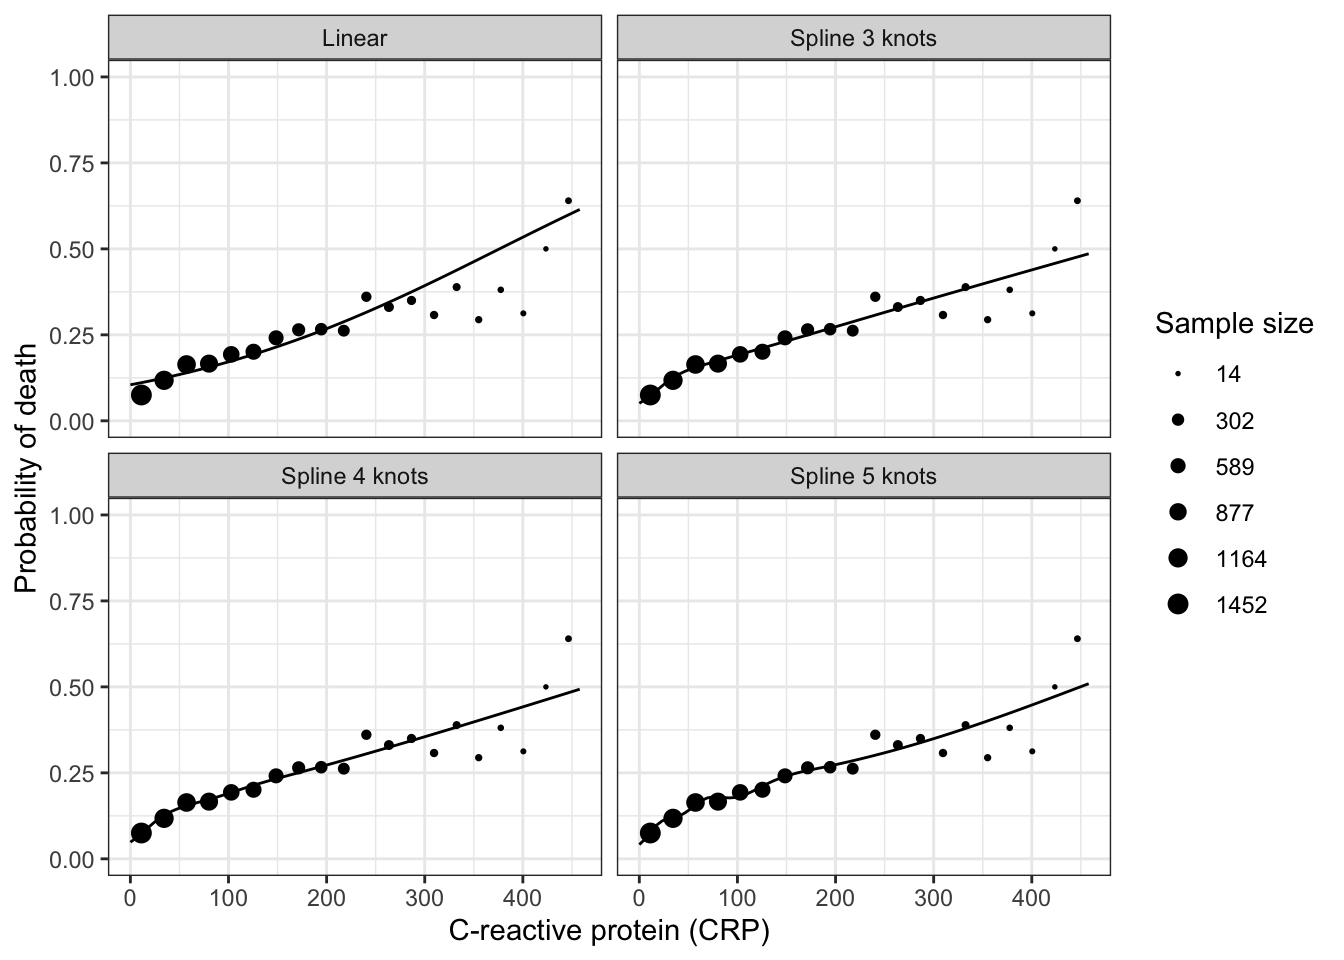 Linear
Spline 3 knots
1.00
0.75
0.50
0.25
0.00
Spline 4 knots
Spline 5 knots
1.00
0.75
0.50
0.25
0.00
0 100 200 300 400
0 100 200 300 400
C-reactive protein (CRP)
Probability of death
Sample size
14
302
589
877
1164
1452